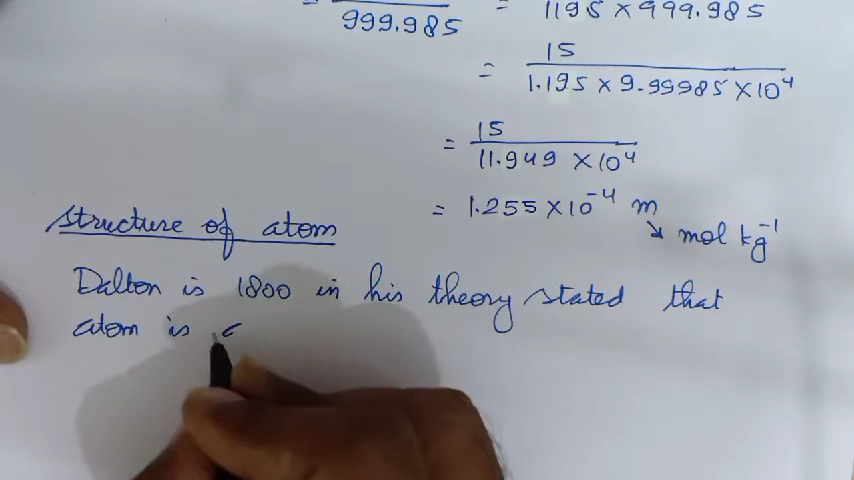 = 999.985 = 1195 × 999.985
= 15 / 1.195 × 9.99985 × 10⁴
= 15 / 11.949 × 10⁴
= 1.255 × 10⁻⁴ m
↘ mol kg⁻¹
Structure of atom
Dalton is 1800 in his theory stated that
atom is